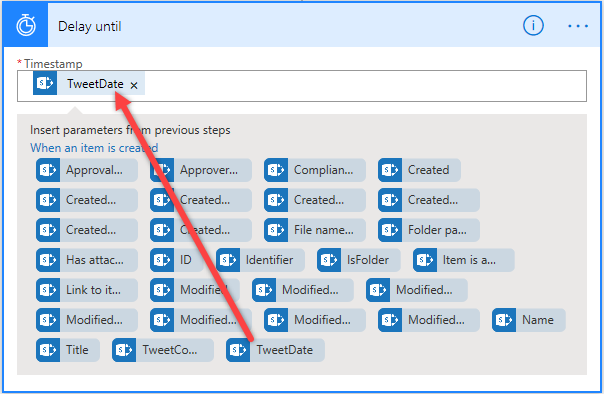 Delay until
* Timestamp
TweetDate ×
Insert parameters from previous steps
When an item is created
Approval... Approver... Complian... Created
Created... Created... Created... Created...
Created... Created... File name... Folder pa...
Has attac... ID Identifier IsFolder Item is a...
Link to it... Modified Modified... Modified...
Modified... Modified... Modified... Modified... Name
Title TweetCo... TweetDate